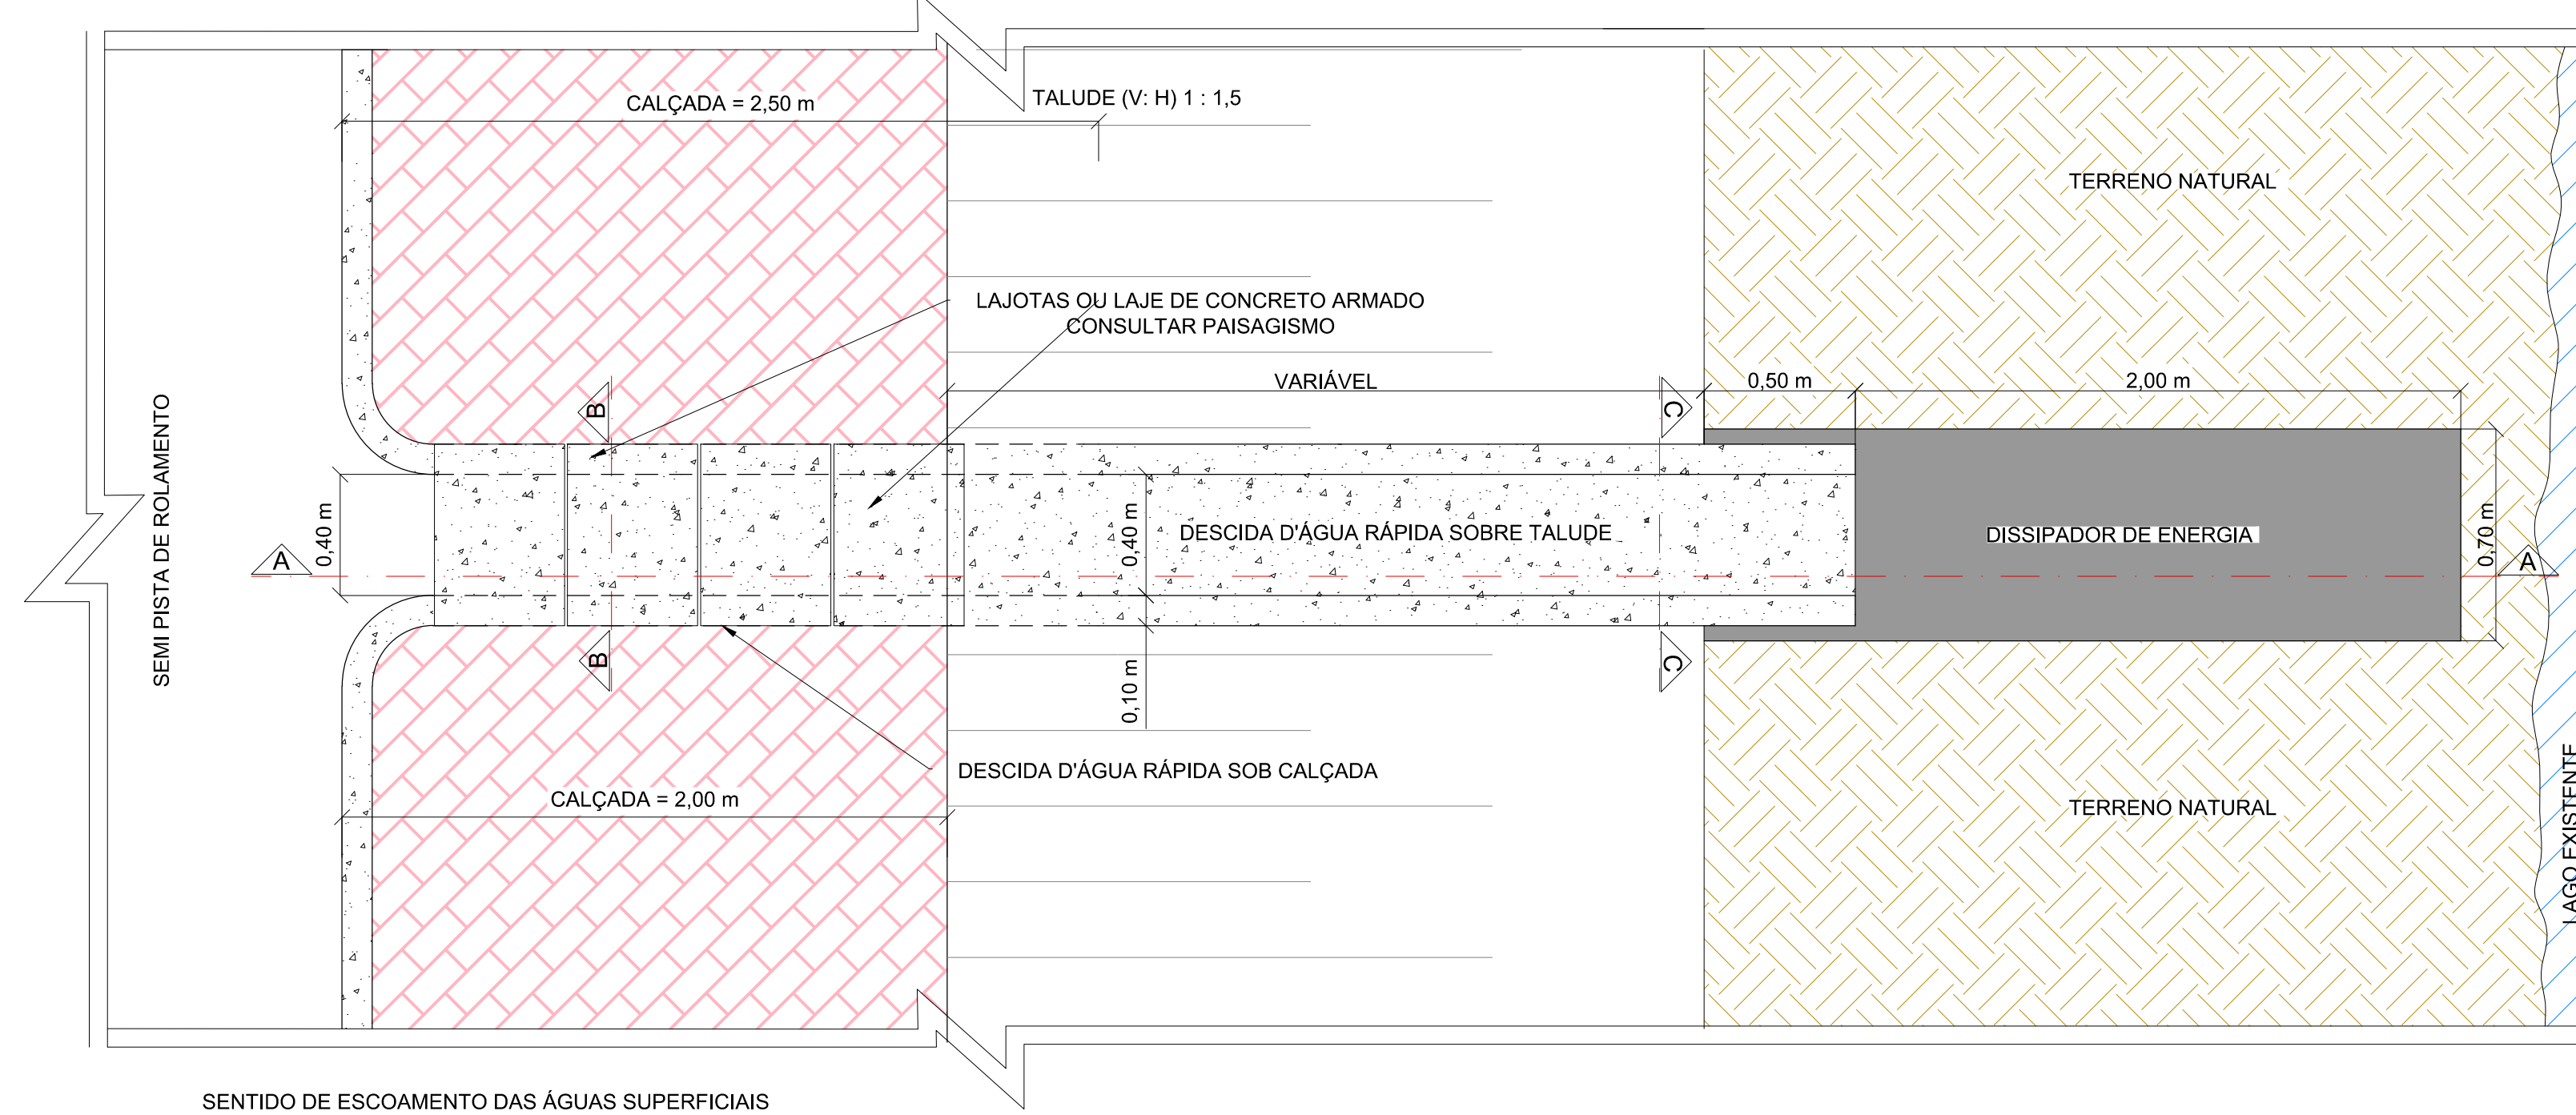 CALÇADA = 2,50 m
TALUDE (V: H) 1 : 1,5
TERRENO NATURAL
LAJOTAS OU LAJE DE CONCRETO ARMADO
CONSULTAR PAISAGISMO
VARIÁVEL
0,50 m
2,00 m
B
C
SEMI PISTA DE ROLAMENTO
A
0,40 m
0,40 m
DESCIDA D'ÁGUA RÁPIDA SOBRE TALUDE
DISSIPADOR DE ENERGIA
0,70 m
A
B
C
0,10 m
DESCIDA D'ÁGUA RÁPIDA SOB CALÇADA
CALÇADA = 2,00 m
TERRENO NATURAL
LAGO EXISTENTE
SENTIDO DE ESCOAMENTO DAS ÁGUAS SUPERFICIAIS